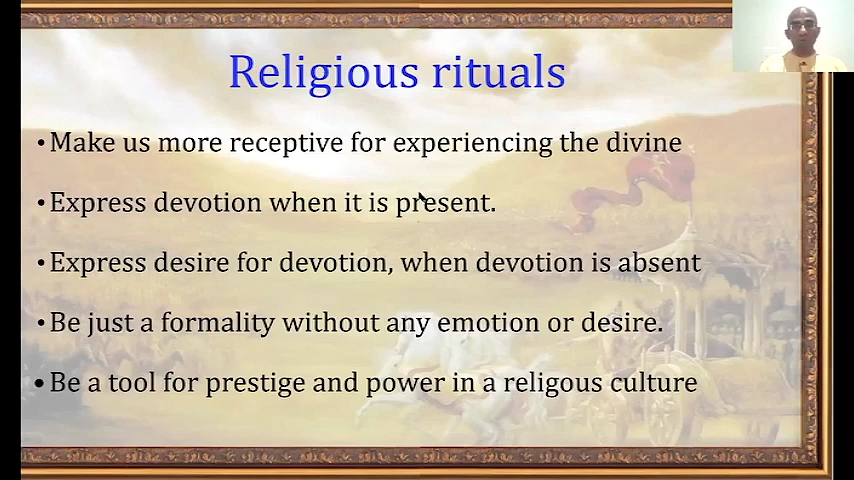 Religious rituals
•Make us more receptive for experiencing the divine
•Express devotion when it is present.
•Express desire for devotion, when devotion is absent
•Be just a formality without any emotion or desire.
•Be a tool for prestige and power in a religous culture